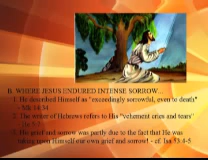 B. WHERE JESUS ENDURED INTENSE SORROW...
1. He described Himself as "exceedingly sorrowful, even to death"
- Mk 14:34
2. The writer of Hebrews refers to His "vehement cries and tears"
- He 5:7
3. His grief and sorrow was partly due to the fact that He was
taking upon Himself our own grief and sorrow! - cf. Isa 53:4-5